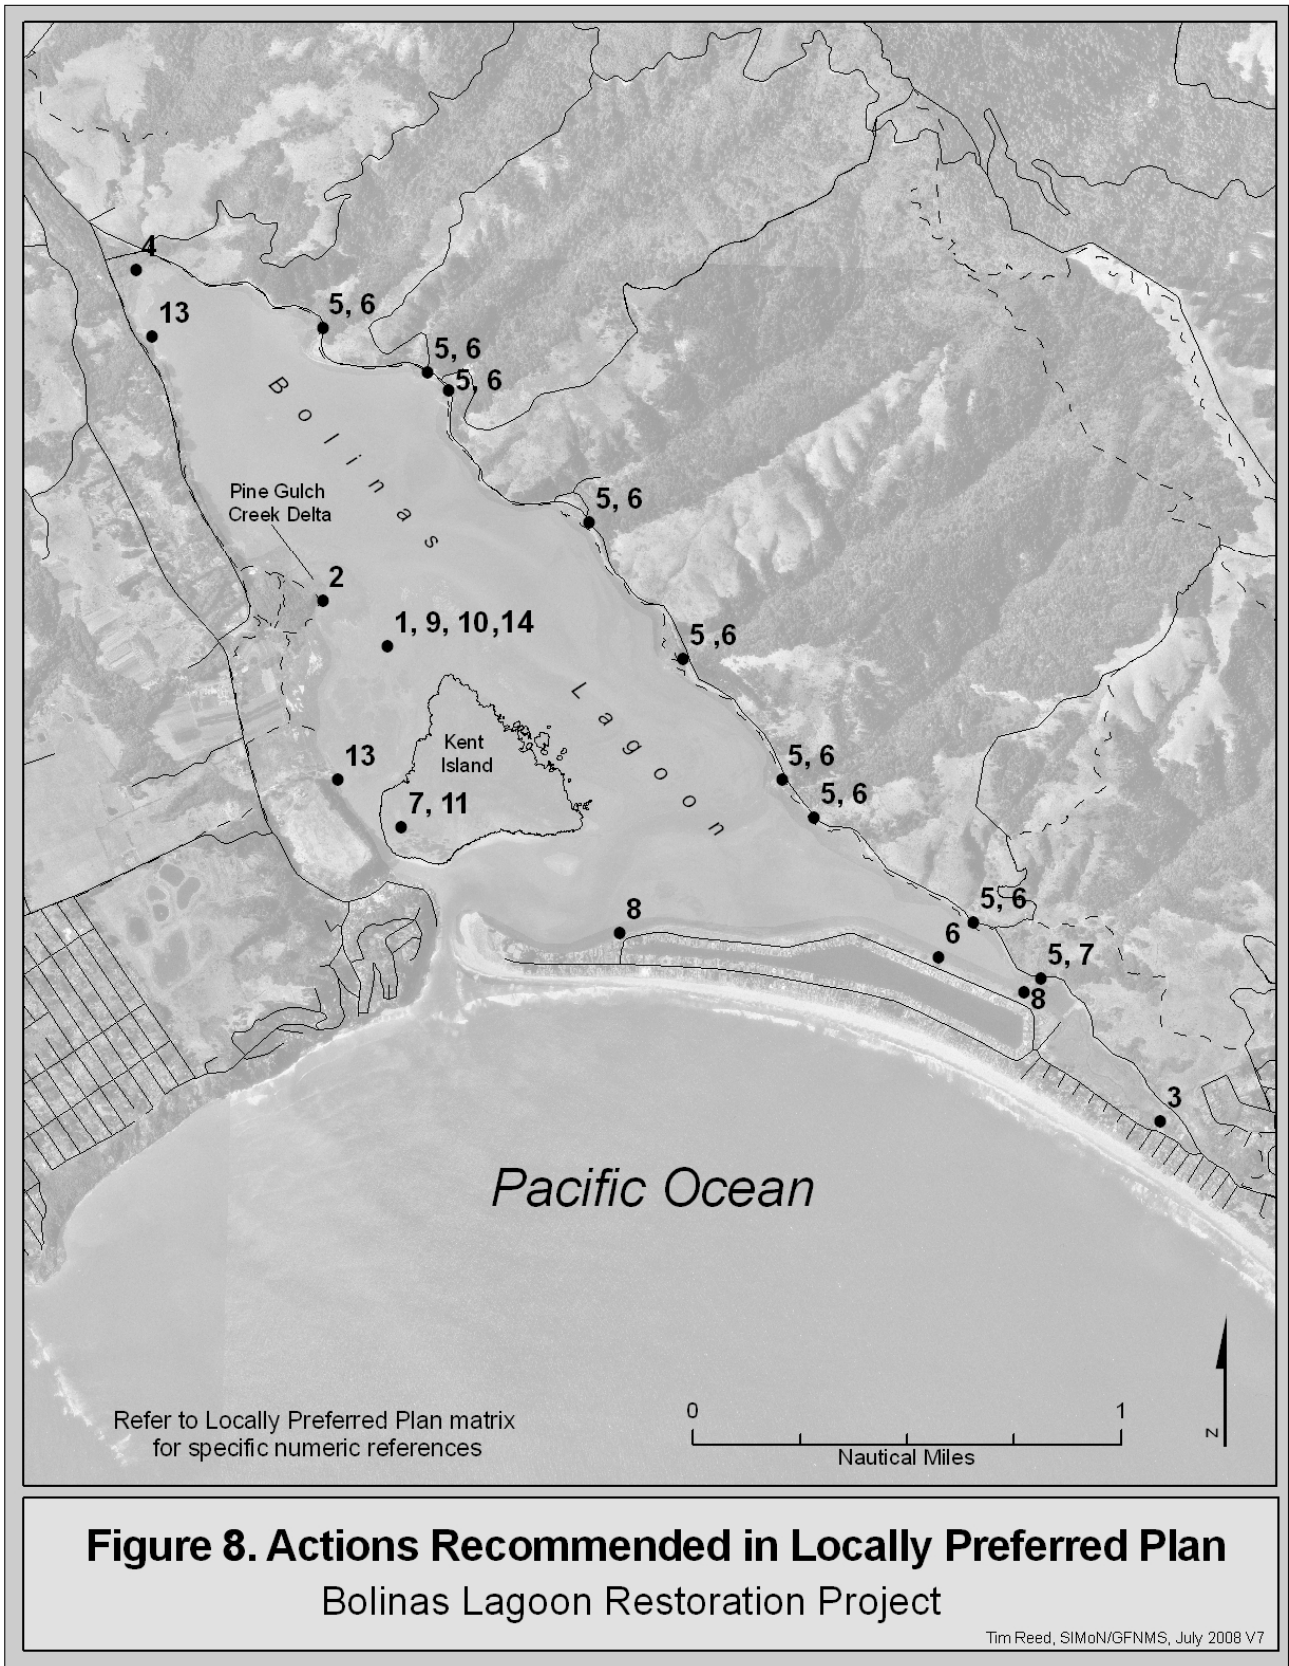 4
13
5, 6
5, 6
5, 6
Bolinas
Pine Gulch
Creek Delta
5, 6
2
1, 9, 10,14
5 ,6
Lagoon
Kent
Island
13
5, 6
7, 11
5, 6
5, 6
8
6
5, 7
8
3
Pacific Ocean
Refer to Locally Preferred Plan matrix
for specific numeric references
0 1
Nautical Miles
N
Figure 8. Actions Recommended in Locally Preferred Plan
Bolinas Lagoon Restoration Project
Tim Reed, SIMoN/GFNMS, July 2008 V7